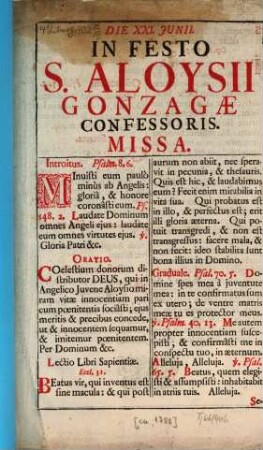 DIE XXI. JUNII.
IN FESTO
S. ALOYSII
GONZAGÆ
CONFESSORIS.
MISSA.
Introitus. Psalm. 8. 6.
MInuisti eum paulò
minùs ab Angelis:
gloriâ, & honore
coronâsti eum. Ps.
148. 2. Laudate Dominum
omnes Angeli ejus: laudate
eum omnes virtutes ejus. ℣.
Gloria Patri &c.
ORATIO.
COelestium donorum di-
stributor DEUS, qui in
Angelico Juvene Aloysio mi-
ram vitæ innocentiam pari
cum pœnitentia sociâsti; ejus
meritis & precibus concede,
ut & innocentem sequamur,
& imitemur pœnitentem.
Per Dominum &c.
Lectio Libri Sapientiæ.
Eccl. 31.
BEatus vir, qui inventus est
sine macula: & qui post
aurum non abiit, nec spera-
vit in pecunia, & thesauris.
Quis est hic, & laudabimus
eum? Fecit enim mirabilia in
vita sua. Qui probatus est
in illo, & perfectus est; erit
illi gloria æterna. Qui po-
tuit transgredi, & non est
transgressus: facere mala, &
non fecit: ideo stabilita sunt
bona illius in Domino.
Graduale. Psal. 70. 5. Do-
mine spes mea à juventute
mea: in te confirmatus sum
ex utero; de ventre matris
meæ tu es protector meus.
℣. Psalm. 40. 13. Me autem
propter innocentiam susce-
pisti; & confirmâsti me in
conspectu tuo, in æternum.
Alleluja, Alleluja. ℣. Psal.
65. 5. Beatus, quem elegi-
sti & assumpsisti: inhabitabit
in atriis tuis. Alleluja.
Se-